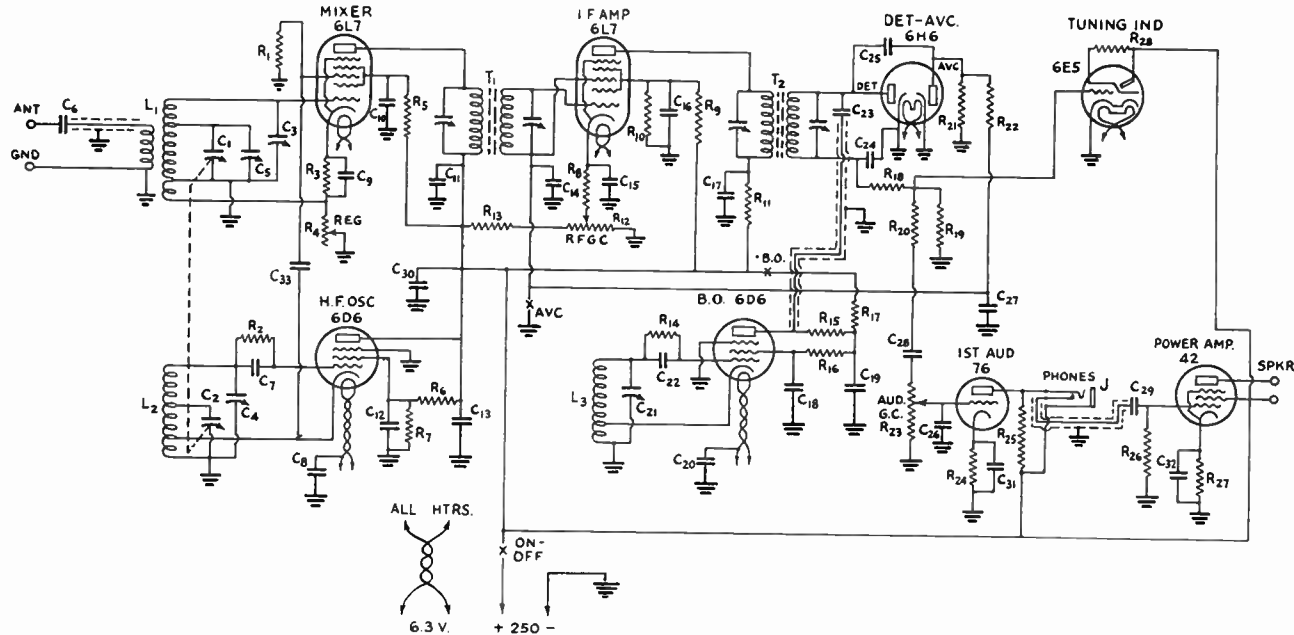 MIXER
6L7
I.F. AMP
6L7
DET-AVC.
6H6
TUNING IND
6E5
R28
R1
C25
AVC
DET
ANT
C6
L1
C1
C5
C3
C10
R5
T1
C16
R9
R10
T2
C23
C24
R21
R22
GND
R3
C9
R4
REG
C11
C14
R8
C15
C17
R11
R18
R20
R19
R13
R12
R.F.G.C.
C33
C30
B.O.
AVC
C27
H.F. OSC
6D6
B.O. 6D6
R2
C7
R14
C22
R15
R16
R17
C28
1ST AUD
76
PHONES
J
C29
POWER AMP.
42
SPKR
L2
C2
C4
C12
R6
R7
C13
L3
C21
C18
C19
AUD.
G.C.
R23
C26
R25
C8
C20
R24
C31
R26
C32
R27
ALL HTRS.
6.3 V.
ON-
OFF
+ 250 -